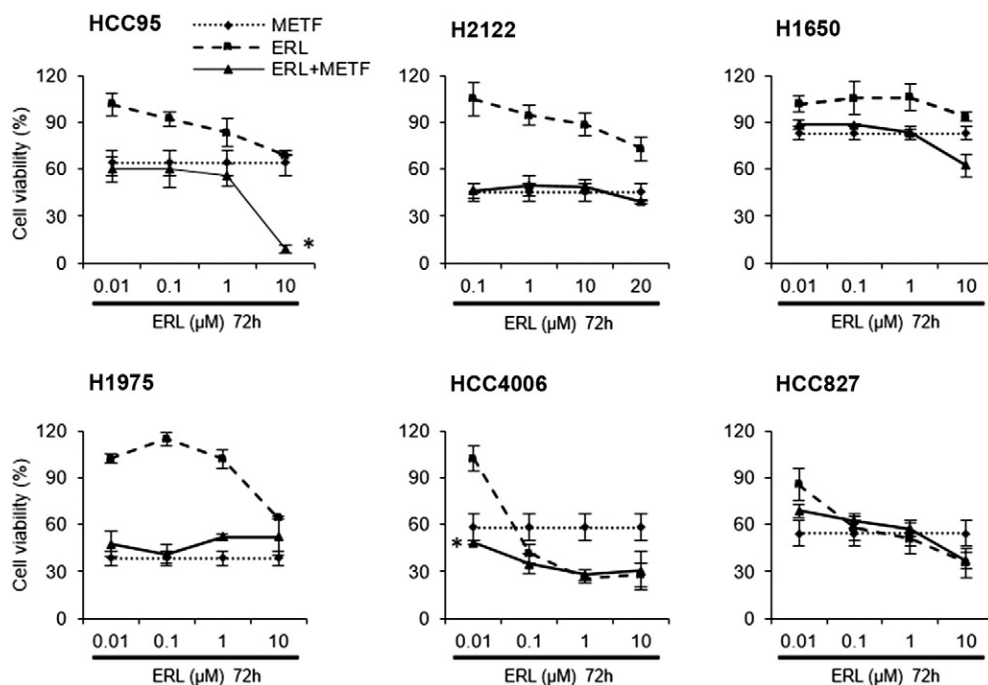 HCC95
METF
ERL
ERL+METF
H2122
H1650
Cell viability (%)
120
90
60
30
0
0.01 0.1 1 10
ERL (µM) 72h
120
90
60
30
0
0.1 1 10 20
ERL (µM) 72h
120
90
60
30
0
0.01 0.1 1 10
ERL (µM) 72h
*
H1975
HCC4006
HCC827
Cell viability (%)
120
90
60
30
0
0.01 0.1 1 10
ERL (µM) 72h
120
90
60
30
0
*
0.01 0.1 1 10
ERL (µM) 72h
120
90
60
30
0
0.01 0.1 1 10
ERL (µM) 72h